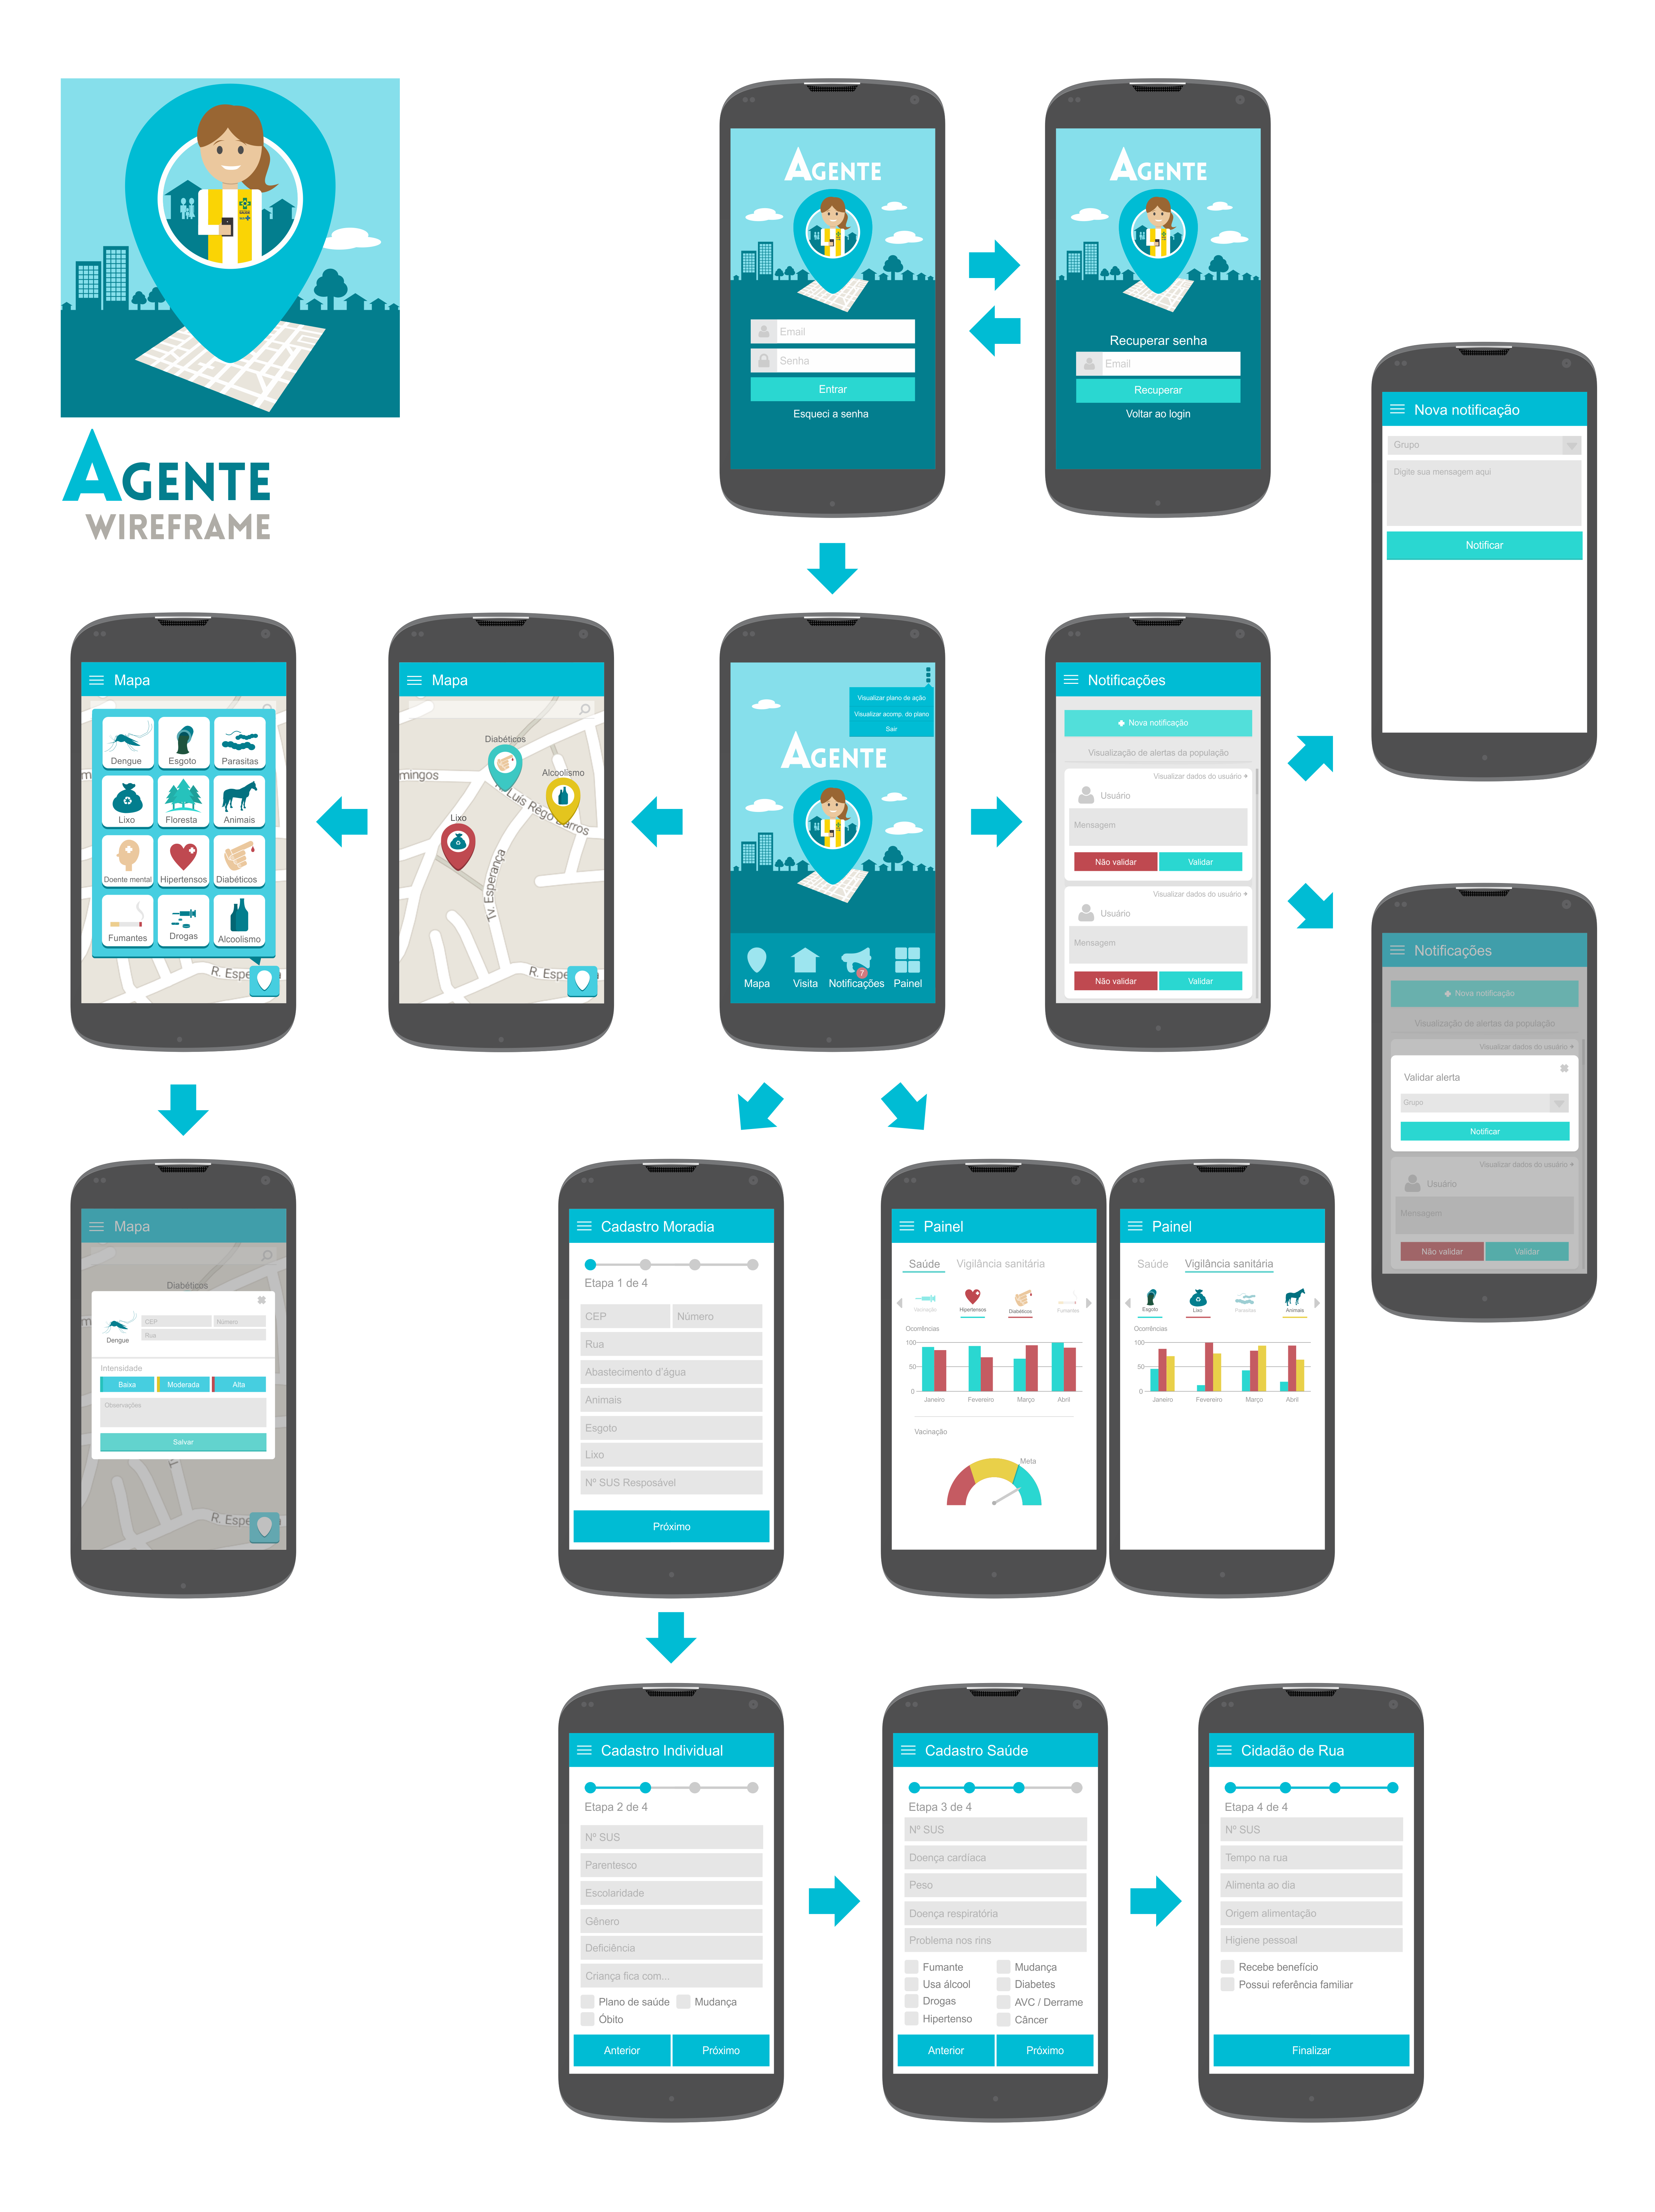 AGENTE
WIREFRAME
AGENTE
Email
Senha
Entrar
Esqueci a senha
AGENTE
Recuperar senha
Email
Recuperar
Voltar ao login
Nova notificação
Grupo
Digite sua mensagem aqui
Notificar
Mapa
Dengue Esgoto Parasitas
Lixo Floresta Animais
Doente mental Hipertensos Diabéticos
Fumantes Drogas Alcoolismo
R. Espe
Mapa
Diabéticos
mingos
Alcoolismo
R. Luis Rêgo Barros
Lixo
Tv. Esperança
R. Espe
Visualizar plano de ação
Visualizar acomp. do plano
Sair
AGENTE
7
Mapa Visita Notificações Painel
Notificações
Nova notificação
Visualização de alertas da população
Visualizar dados do usuário +
Usuário
Mensagem
Não validar Validar
Visualizar dados do usuário +
Usuário
Mensagem
Não validar Validar
Notificações
Nova notificação
Visualização de alertas da população
Visualizar dados do usuário +
Validar alerta
Grupo
Notificar
Visualizar dados do usuário +
Usuário
Mensagem
Não validar Validar
Mapa
Diabéticos
CEP Número
Rua
Dengue
Intensidade
Baixa Moderada Alta
Observações
Salvar
R. Espe
Cadastro Moradia
Etapa 1 de 4
CEP Número
Rua
Abastecimento d'água
Animais
Esgoto
Lixo
Nº SUS Resposável
Próximo
Painel
Saúde Vigilância sanitária
Vacinação Hipertensos Diabéticos Fumantes
Ocorrências
100
50
0
Janeiro Fevereiro Março Abril
Vacinação
Meta
Painel
Saúde Vigilância sanitária
Esgoto Lixo Parasitas Animais
Ocorrências
100
50
0
Janeiro Fevereiro Março Abril
Cadastro Individual
Etapa 2 de 4
Nº SUS
Parentesco
Escolaridade
Gênero
Deficiência
Criança fica com...
Plano de saúde Mudança
Óbito
Anterior Próximo
Cadastro Saúde
Etapa 3 de 4
Nº SUS
Doença cardíaca
Peso
Doença respiratória
Problema nos rins
Fumante Mudança
Usa álcool Diabetes
Drogas AVC / Derrame
Hipertenso Câncer
Anterior Próximo
Cidadão de Rua
Etapa 4 de 4
Nº SUS
Tempo na rua
Alimenta ao dia
Origem alimentação
Higiene pessoal
Recebe benefício
Possui referência familiar
Finalizar